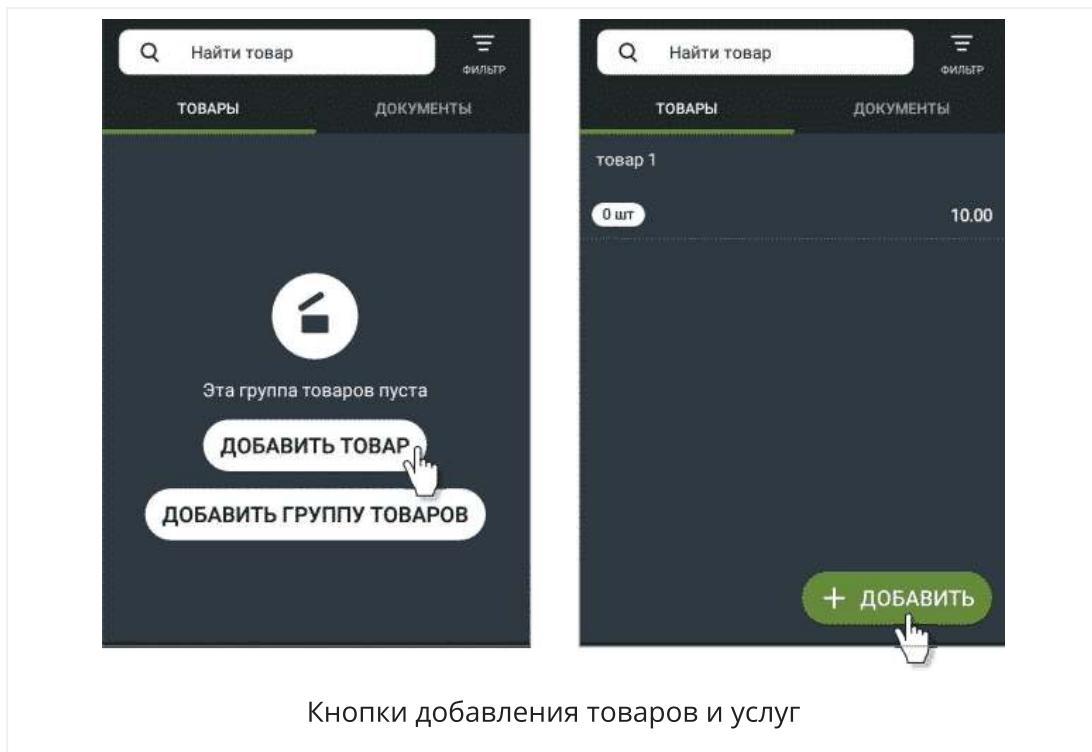 Найти товар
ФИЛЬТР
ТОВАРЫ
ДОКУМЕНТЫ
Эта группа товаров пуста
ДОБАВИТЬ ТОВАР
ДОБАВИТЬ ГРУППУ ТОВАРОВ
Найти товар
ФИЛЬТР
ТОВАРЫ
ДОКУМЕНТЫ
товар 1
0 шт
10.00
+ ДОБАВИТЬ
Кнопки добавления товаров и услуг